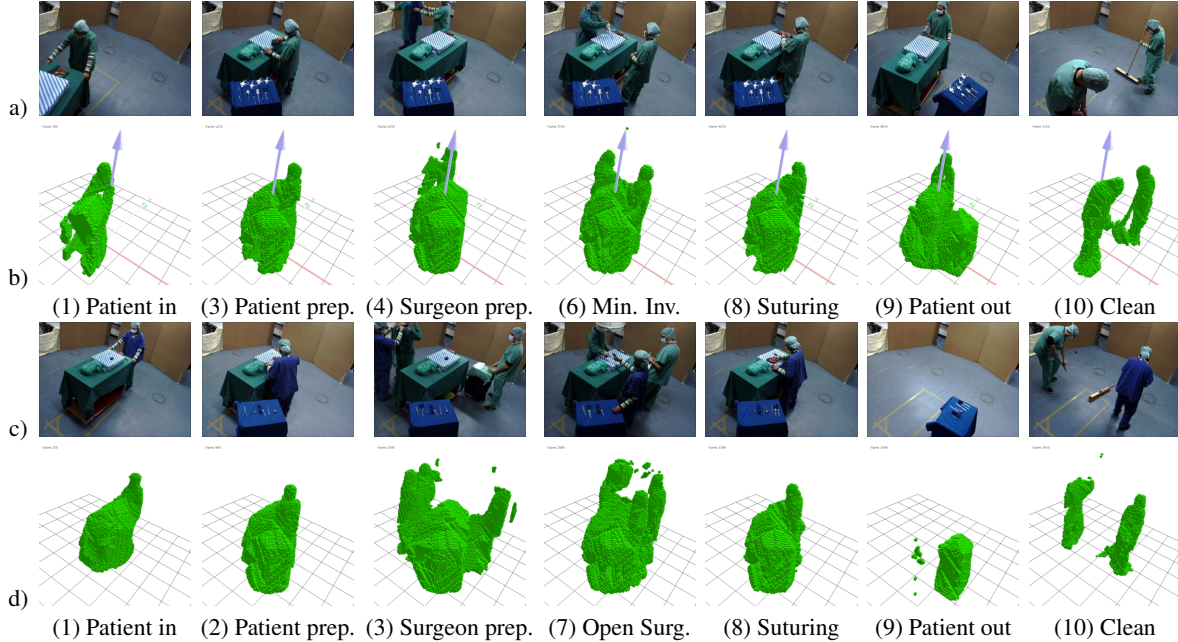 a)
b)
(1) Patient in (3) Patient prep. (4) Surgeon prep. (6) Min. Inv. (8) Suturing (9) Patient out (10) Clean
c)
d)
(1) Patient in (2) Patient prep. (3) Surgeon prep. (7) Open Surg. (8) Suturing (9) Patient out (10) Clean